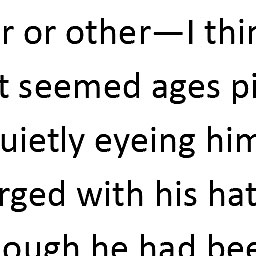 r or other—I thin
t seemed ages pi
uietly eyeing him
rged with his hat
ough he had bee